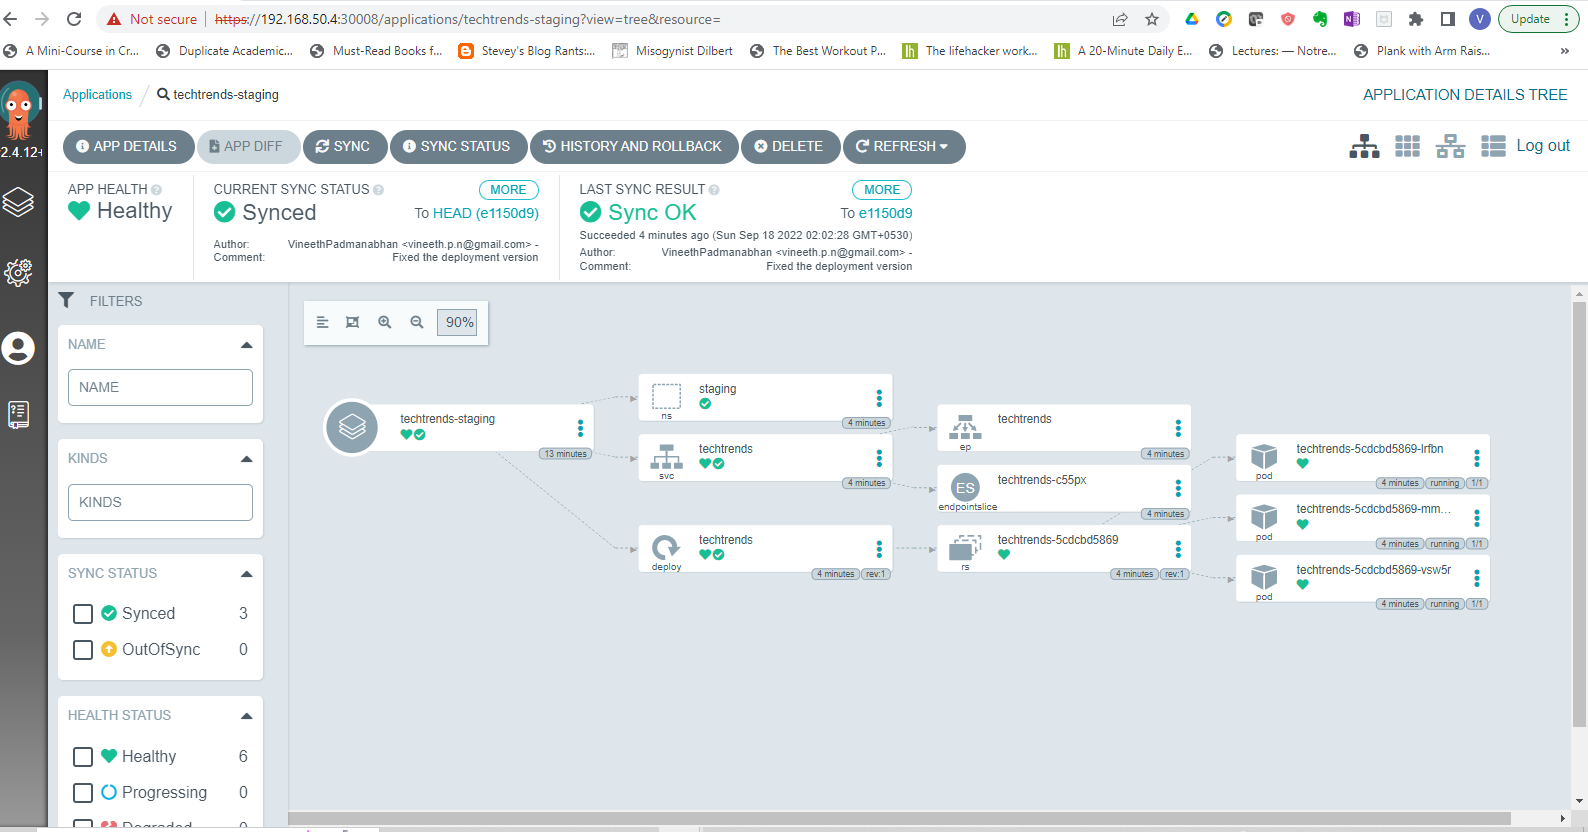 Not secure https://192.168.50.4:30008/applications/techtrends-staging?view=tree&resource=
V Update
A Mini-Course in Cr... Duplicate Academic... Must-Read Books f... Stevey's Blog Rants:... Misogynist Dilbert The Best Workout P... The lifehacker work... A 20-Minute Daily E... Lectures: — Notre... Plank with Arm Rais... »
Applications / techtrends-staging
APPLICATION DETAILS TREE
2.4.12+
APP DETAILS APP DIFF SYNC SYNC STATUS HISTORY AND ROLLBACK DELETE REFRESH
Log out
APP HEALTH
Healthy
CURRENT SYNC STATUS MORE
Synced To HEAD (e1150d9)
Author: VineethPadmanabhan <vineeth.p.n@gmail.com> -
Comment: Fixed the deployment version
LAST SYNC RESULT MORE
Sync OK To e1150d9
Succeeded 4 minutes ago (Sun Sep 18 2022 02:02:28 GMT+0530)
Author: VineethPadmanabhan <vineeth.p.n@gmail.com> -
Comment: Fixed the deployment version
FILTERS
NAME
NAME
KINDS
KINDS
SYNC STATUS
Synced 3
OutOfSync 0
HEALTH STATUS
Healthy 6
Progressing 0
Degraded 0
90%
techtrends-staging
13 minutes
staging
ns
4 minutes
techtrends
svc
4 minutes
techtrends
deploy
4 minutes rev:1
techtrends
ep
4 minutes
ES
techtrends-c55px
endpointslice
4 minutes
techtrends-5cdcbd5869
rs
4 minutes rev:1
techtrends-5cdcbd5869-lrfbn
pod
4 minutes running 1/1
techtrends-5cdcbd5869-mm...
pod
4 minutes running 1/1
techtrends-5cdcbd5869-vsw5r
pod
4 minutes running 1/1